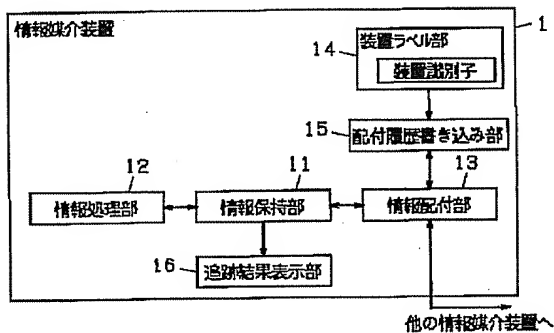 情報媒介装置
1
14
装置ラベル部
装置識別子
15
配付履歴書き込み部
12
11
13
情報処理部
情報保持部
情報配付部
16
追跡結果表示部
他の情報媒介装置へ